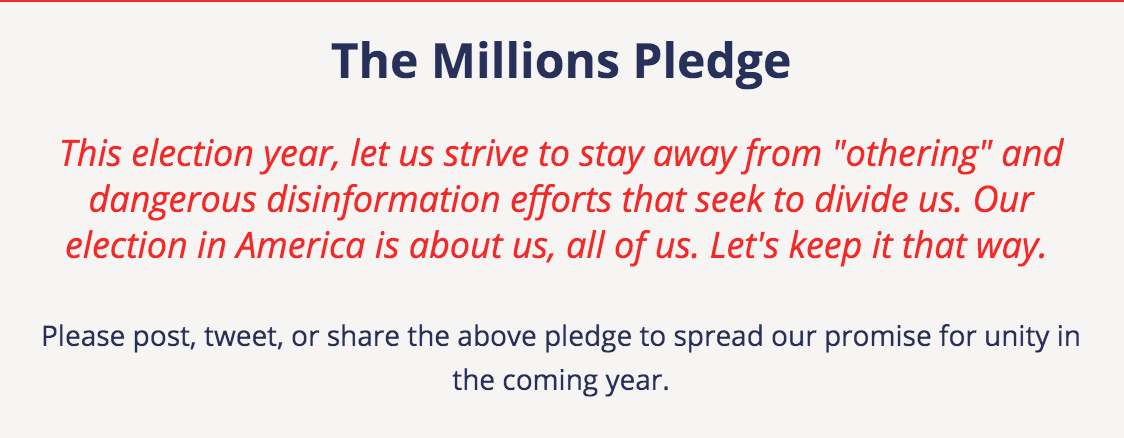 The Millions Pledge
This election year, let us strive to stay away from "othering" and
dangerous disinformation efforts that seek to divide us. Our
election in America is about us, all of us. Let's keep it that way.
Please post, tweet, or share the above pledge to spread our promise for unity in
the coming year.